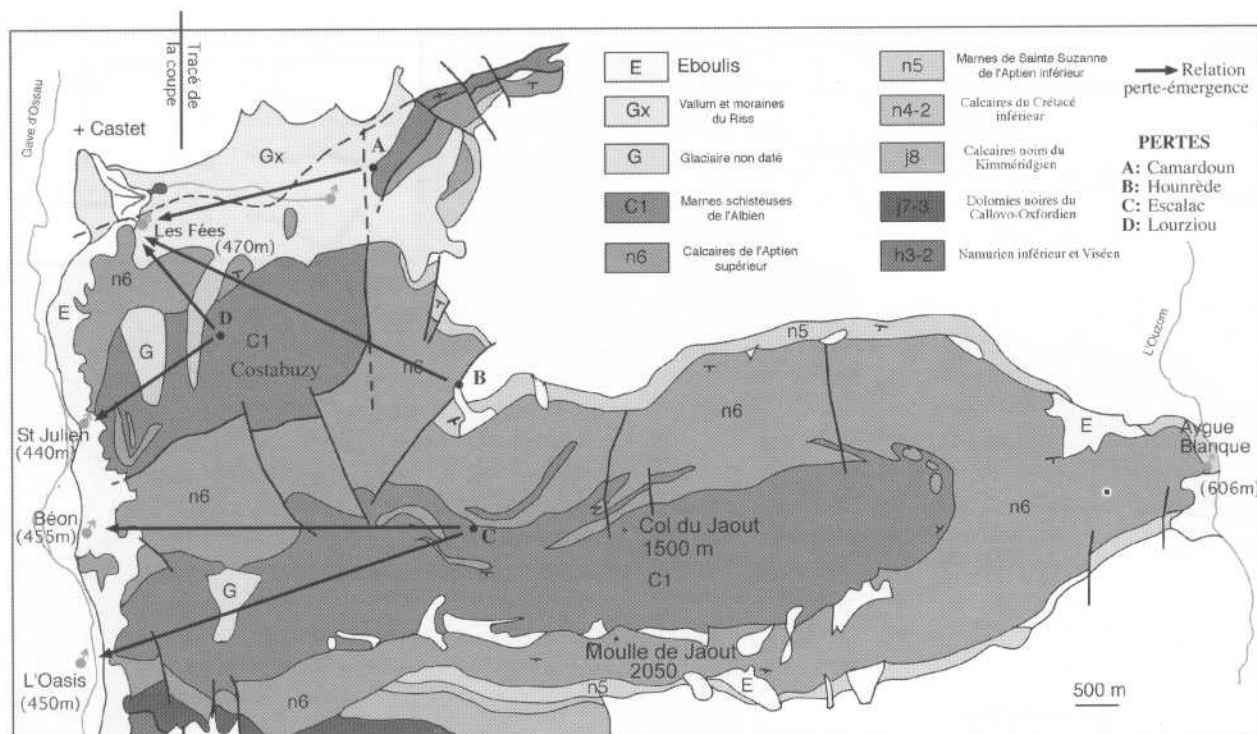 Gave d'Ossau
Tracé de
la coupe
+ Castet
Gx
A
Les Fées
(470m)
n6
E
D
G
C1
Costabuzy
n6
B
St Julien
(440m)
n6
Béon
(455m)
C
G
L'Oasis
(450m)
n6
n5
n6
Col du Jaout
1500 m
C1
Moulle de Jaout
2050
n5
E
n6
E
Aygue
Blanque
(606m)
L'Ouzom
500 m
E Eboulis
Gx Vallum et moraines
du Riss
G Glaciaire non daté
C1 Marnes schisteuses
de l'Albien
n6 Calcaires de l'Aptien
supérieur
n5 Marnes de Sainte Suzanne
de l'Aptien inférieur
n4-2 Calcaires du Crétacé
inférieur
j8 Calcaires noirs du
Kimméridgien
j7-3 Dolomies noires du
Callovo-Oxfordien
h3-2 Namurien inférieur et Viséen
Relation
perte-émergence
PERTES
A: Camardoun
B: Hounrède
C: Escalac
D: Lourziou